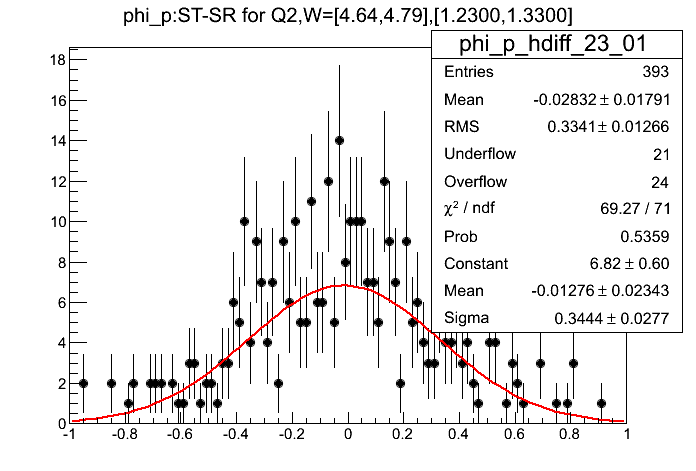 phi_p:ST-SR for Q2,W=[4.64,4.79],[1.2300,1.3300]
phi_p_hdiff_23_01
Entries 393
Mean -0.02832 ± 0.01791
RMS 0.3341 ± 0.01266
Underflow 21
Overflow 24
χ² / ndf 69.27 / 71
Prob 0.5359
Constant 6.82 ± 0.60
Mean -0.01276 ± 0.02343
Sigma 0.3444 ± 0.0277
18
16
14
12
10
8
6
4
2
0
-1 -0.8 -0.6 -0.4 -0.2 0 0.2 0.4 0.6 0.8 1